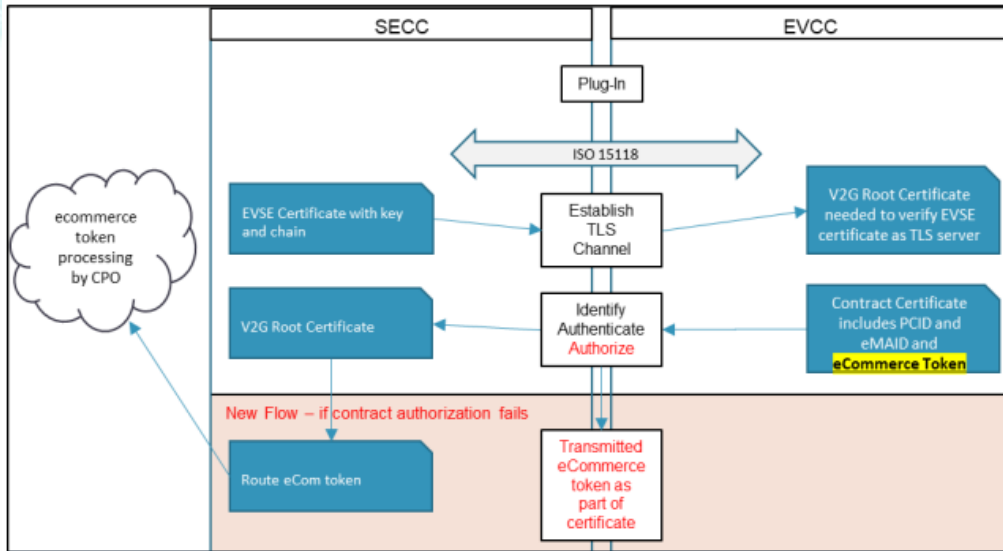 SECC
EVCC
Plug-In
ISO 15118
ecommerce
token
processing
by CPO
EVSE Certificate with key
and chain
Establish
TLS
Channel
V2G Root Certificate
needed to verify EVSE
certificate as TLS server
V2G Root Certificate
Identify
Authenticate
Authorize
Contract Certificate
includes PCID and
eMAID and
eCommerce Token
New Flow – if contract authorization fails
Route eCom token
Transmitted
eCommerce
token as
part of
certificate